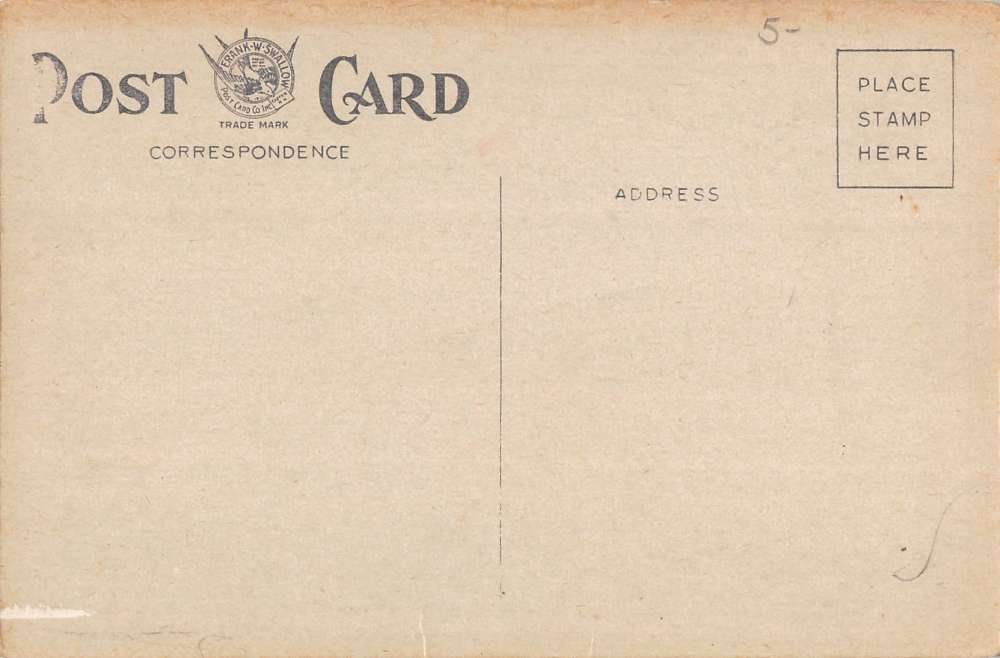 5-
POST CARD
FRANK·W·SWALLOW
POST CARD CO. INC.
TRADE MARK
CORRESPONDENCE
ADDRESS
PLACE
STAMP
HERE